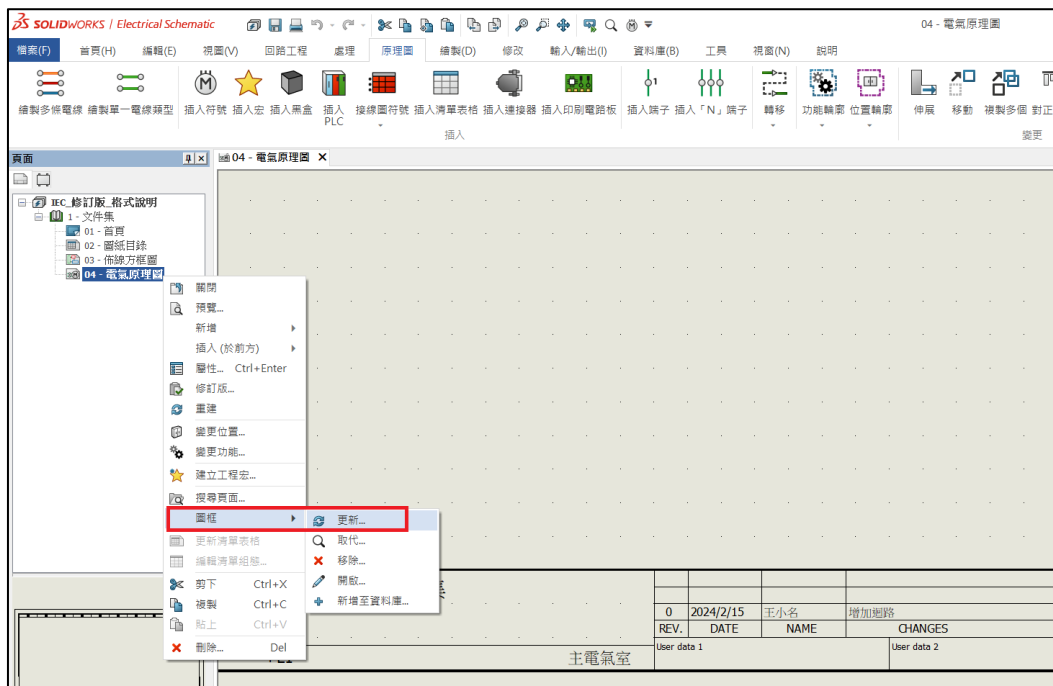 SOLIDWORKS / Electrical Schematic
04 - 電氣原理圖
檔案(F) 首頁(H) 編輯(E) 視圖(V) 回路工程 處理 原理圖 繪製(D) 修改 輸入/輸出(I) 資料庫(B) 工具 視窗(N) 說明
繪製多條電線 繪製單一電線類型 插入符號 插入宏 插入黑盒 插入 PLC 接線圖符號 插入清單表格 插入連接器 插入印刷電路板 插入端子 插入「N」端子 轉移 功能輪廓 位置輪廓 伸展 移動 複製多個 對正
插入 變更
頁面
04 - 電氣原理圖
IEC_修訂版_格式說明
1 - 文件集
01 - 首頁
02 - 圖紙目錄
03 - 佈線方框圖
04 - 電氣原理圖
關閉
預覽...
新增
插入 (於前方)
屬性... Ctrl+Enter
修訂版...
重建
變更位置...
變更功能...
建立工程宏...
搜尋頁面...
圖框
更新清單表格
編輯清單組態...
剪下 Ctrl+X
複製 Ctrl+C
貼上 Ctrl+V
刪除... Del
更新...
取代...
移除...
開啟...
新增至資料庫...
0 2024/2/15 王小名 增加迴路
REV. DATE NAME CHANGES
User data 1 User data 2
主電氣室